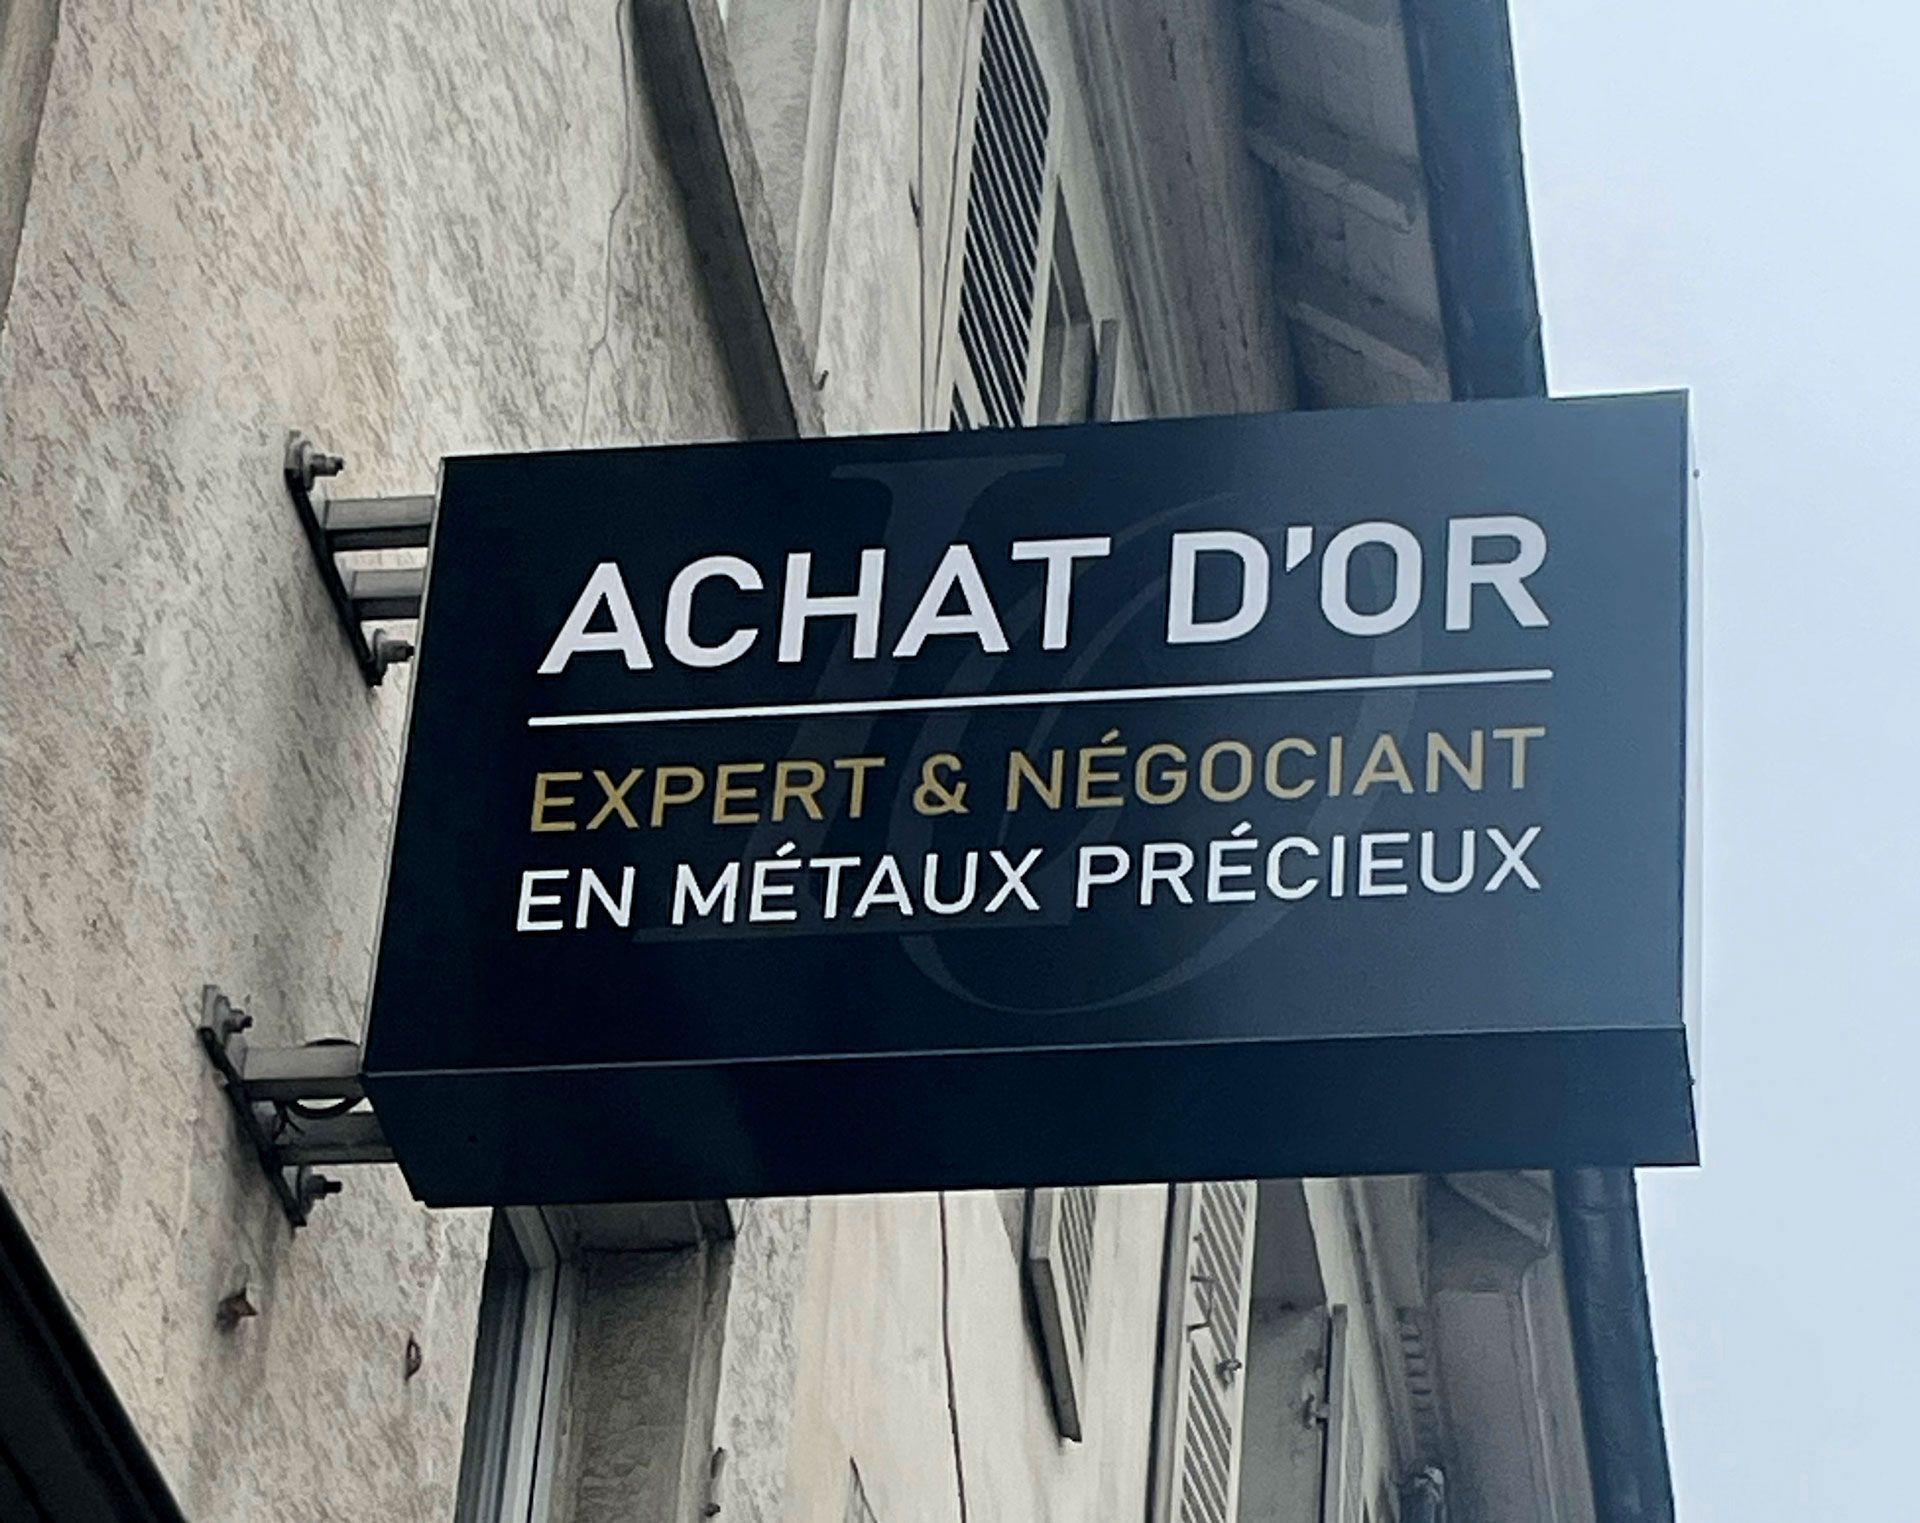 ACHAT D'OR
EXPERT & NÉGOCIANT
EN MÉTAUX PRÉCIEUX